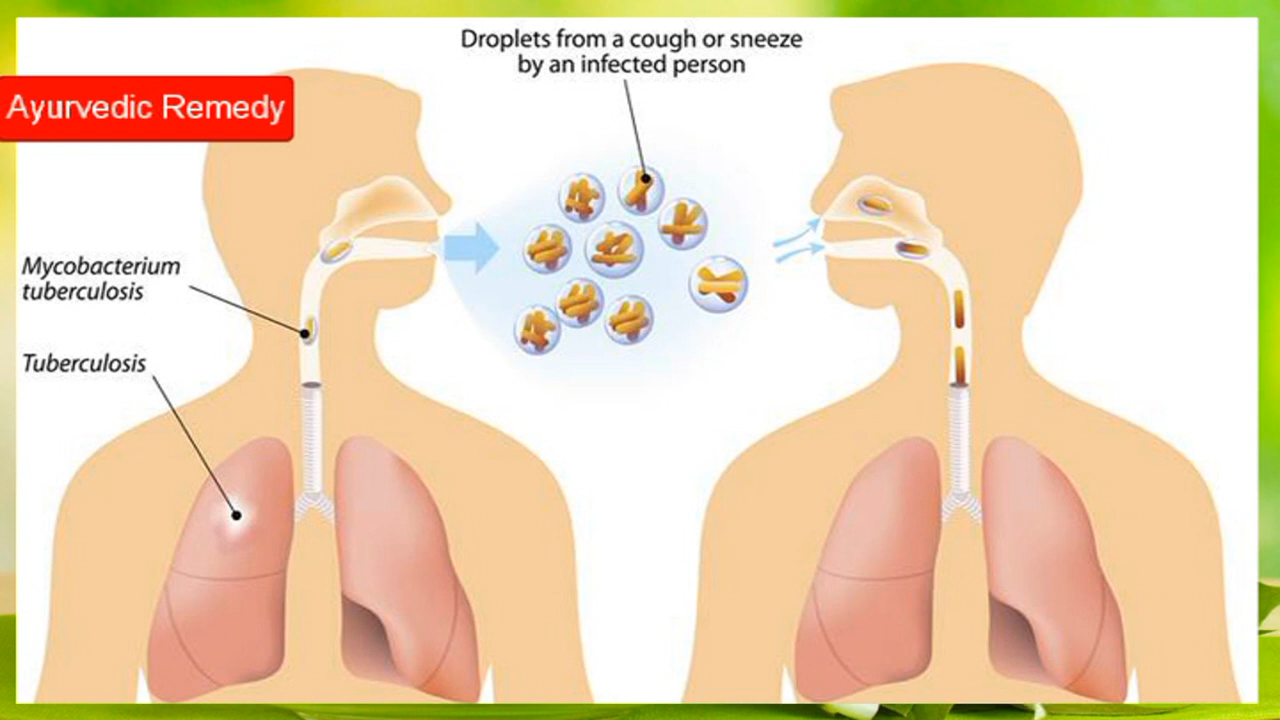 Droplets from a cough or sneeze
by an infected person
Ayurvedic Remedy
Mycobacterium
tuberculosis
Tuberculosis